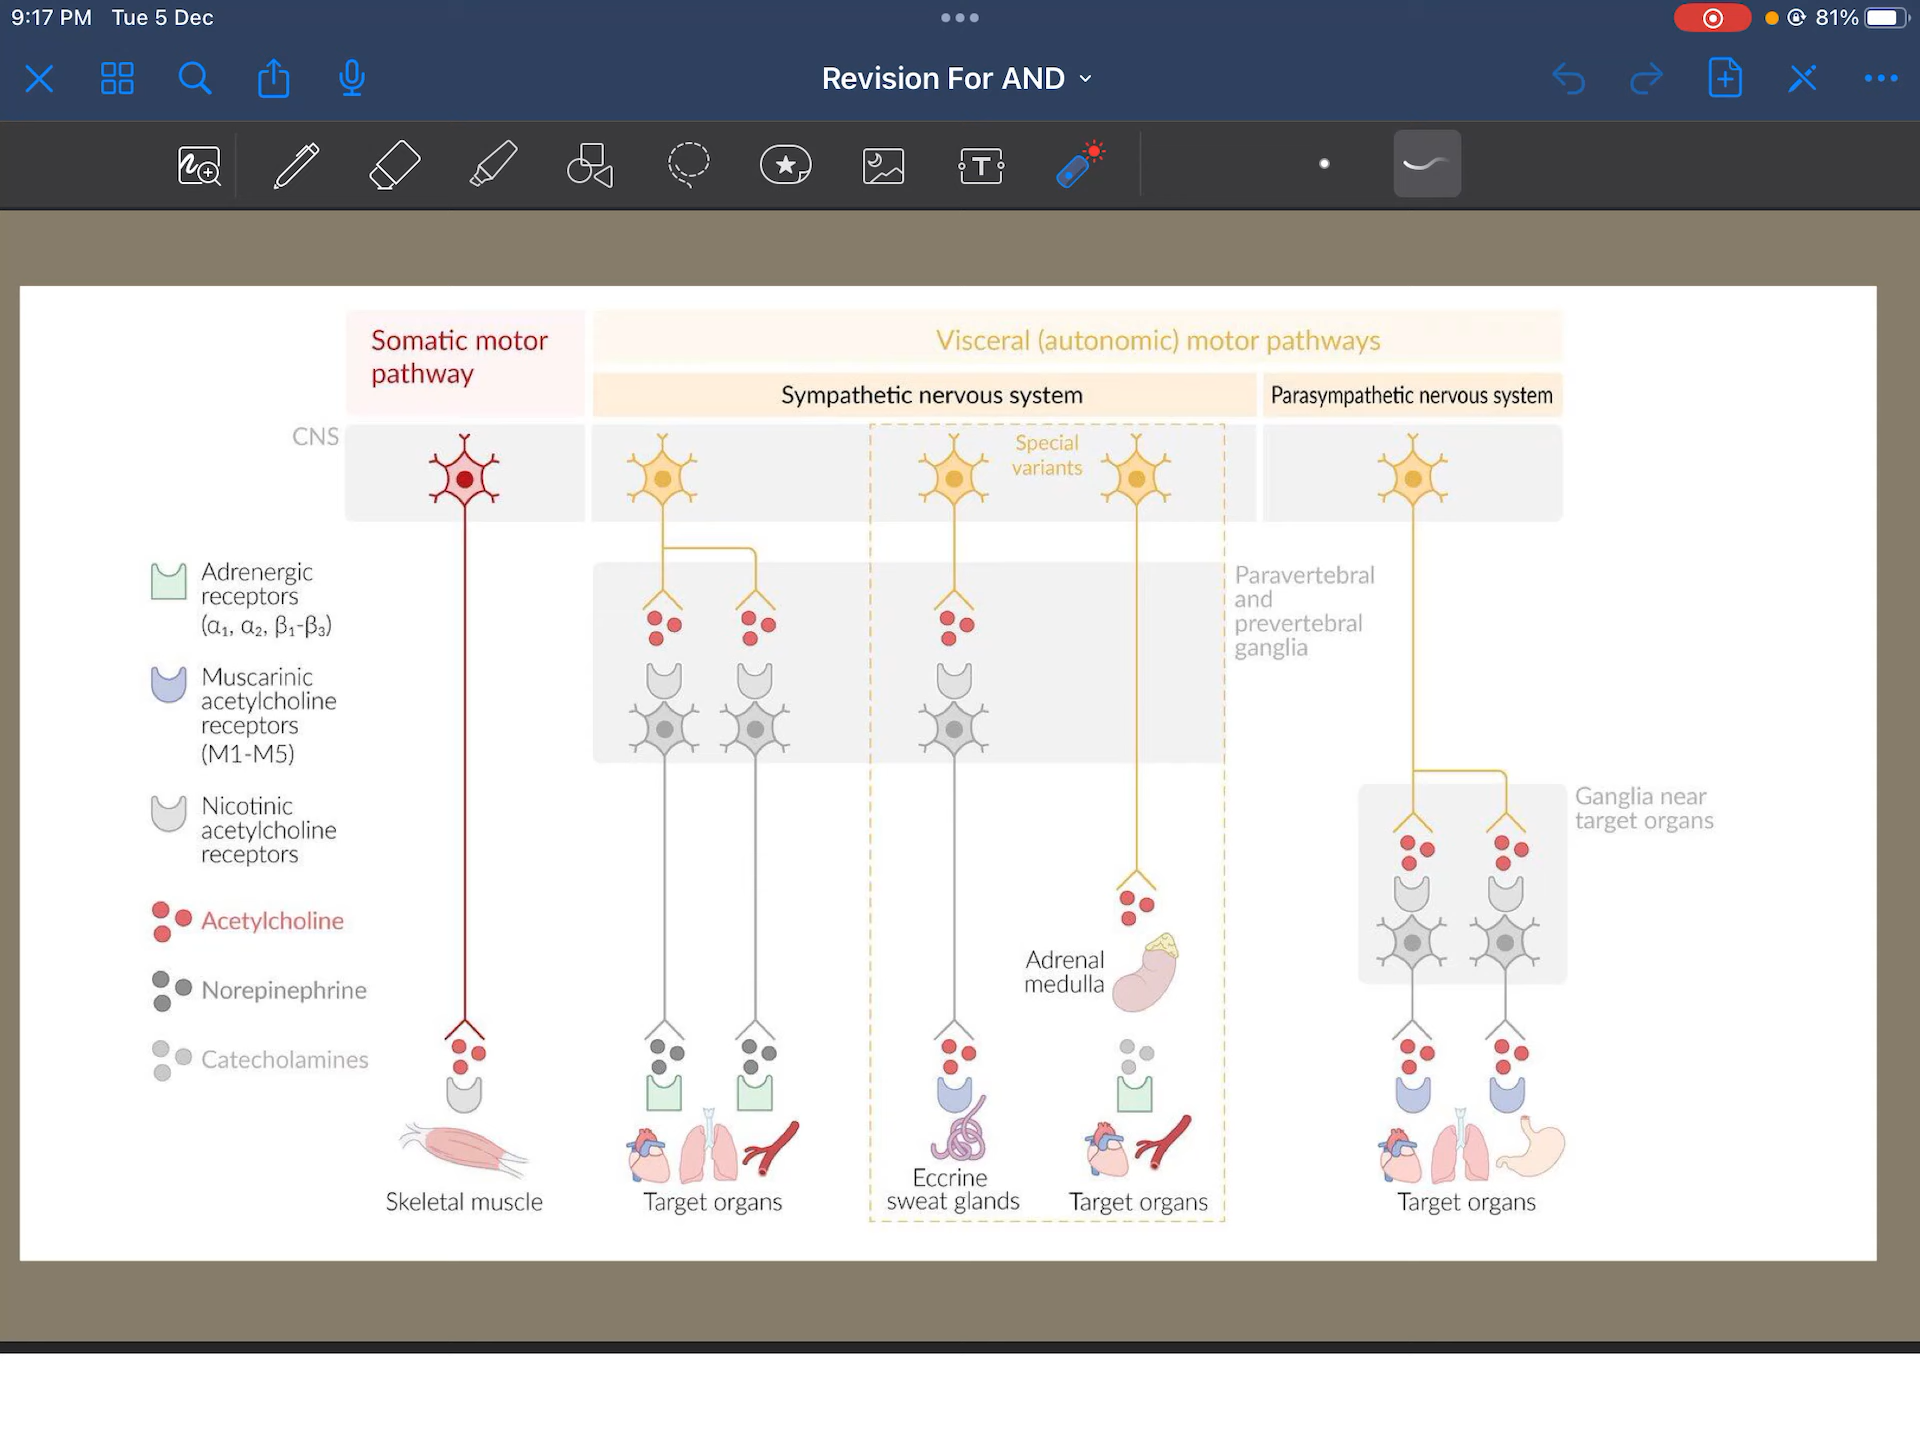 9:17 PM Tue 5 Dec
81%
Revision For AND
T
Somatic motor
pathway
Visceral (autonomic) motor pathways
Sympathetic nervous system
Parasympathetic nervous system
CNS
Special
variants
Adrenergic
receptors
(α₁, α₂, β₁-β₃)
Muscarinic
acetylcholine
receptors
(M1-M5)
Nicotinic
acetylcholine
receptors
Acetylcholine
Norepinephrine
Catecholamines
Paravertebral
and
prevertebral
ganglia
Ganglia near
target organs
Adrenal
medulla
Skeletal muscle
Target organs
Eccrine
sweat glands
Target organs
Target organs